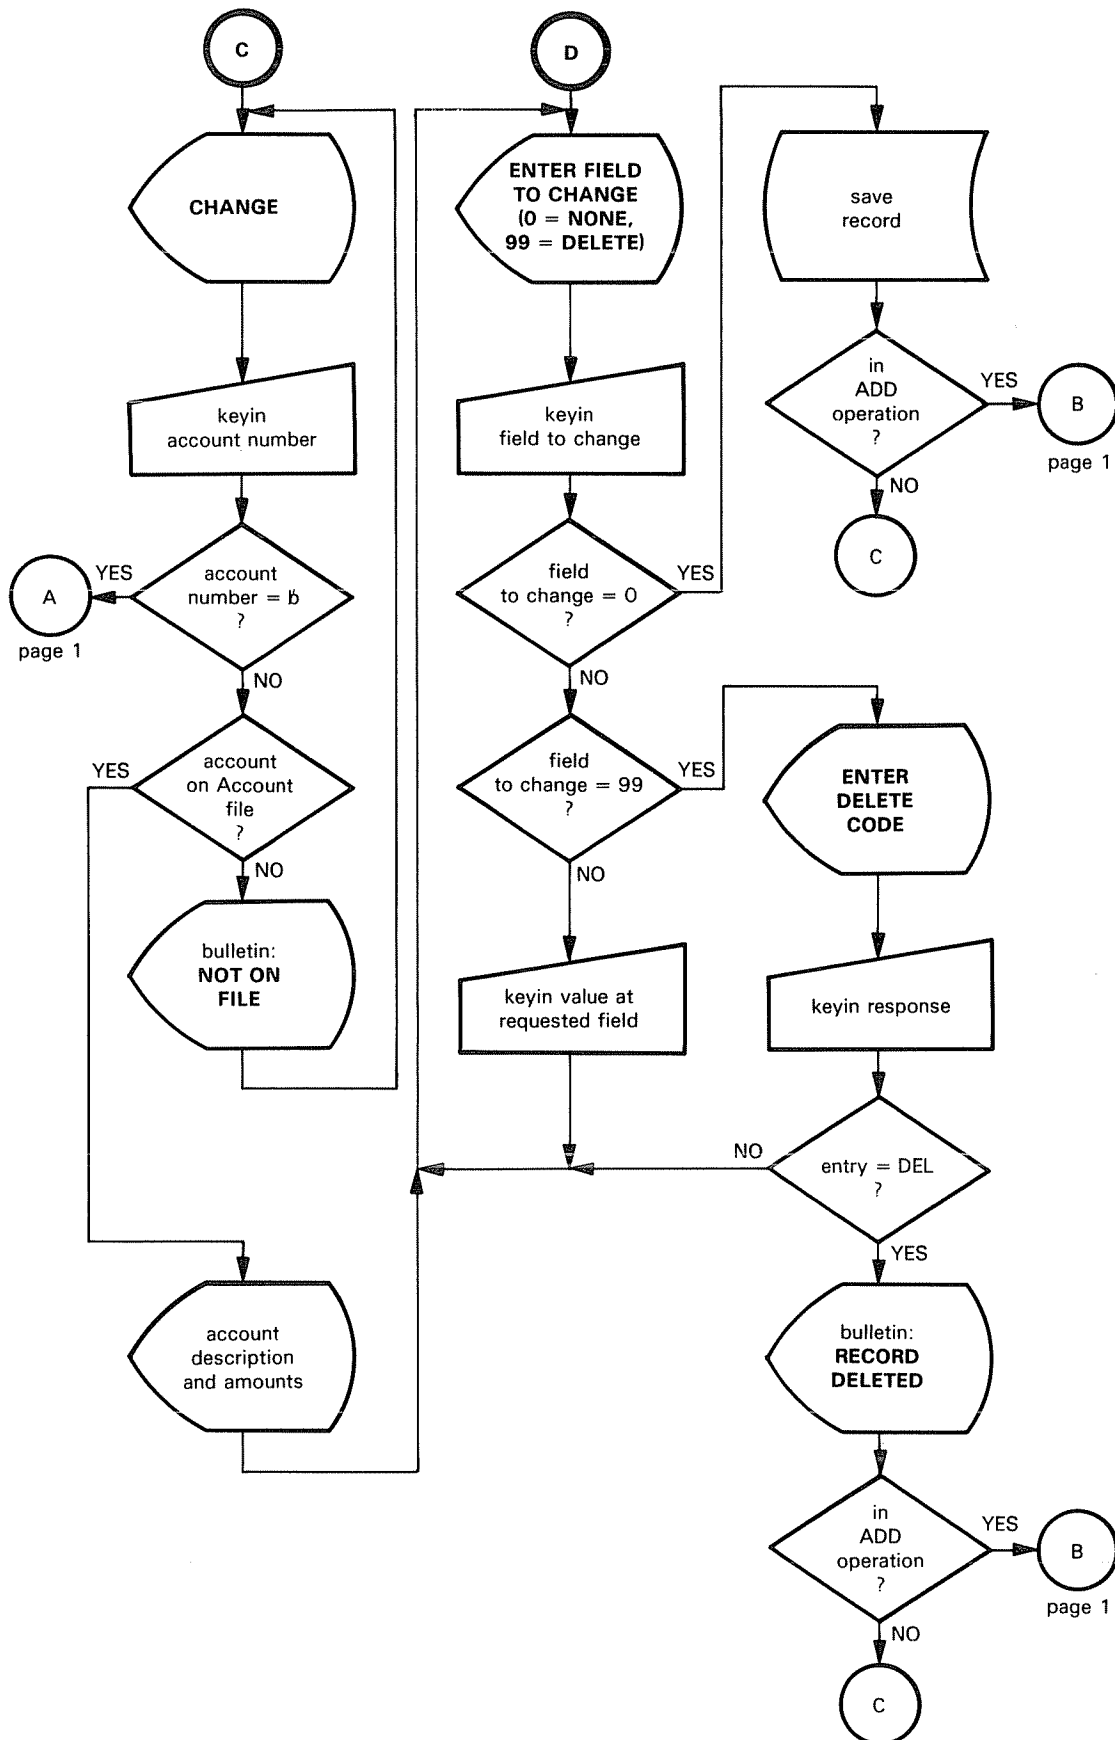 C
CHANGE
keyin
account number
account
number = ƀ
?
YES
A
page 1
NO
account
on Account
file
?
YES
NO
bulletin:
NOT ON
FILE
account
description
and amounts
D
ENTER FIELD
TO CHANGE
(0 = NONE,
99 = DELETE)
keyin
field to change
field
to change = 0
?
YES
NO
field
to change = 99
?
YES
NO
keyin value at
requested field
save
record
in
ADD
operation
?
YES
B
page 1
NO
C
ENTER
DELETE
CODE
keyin response
entry = DEL
?
NO
YES
bulletin:
RECORD
DELETED
in
ADD
operation
?
YES
B
page 1
NO
C